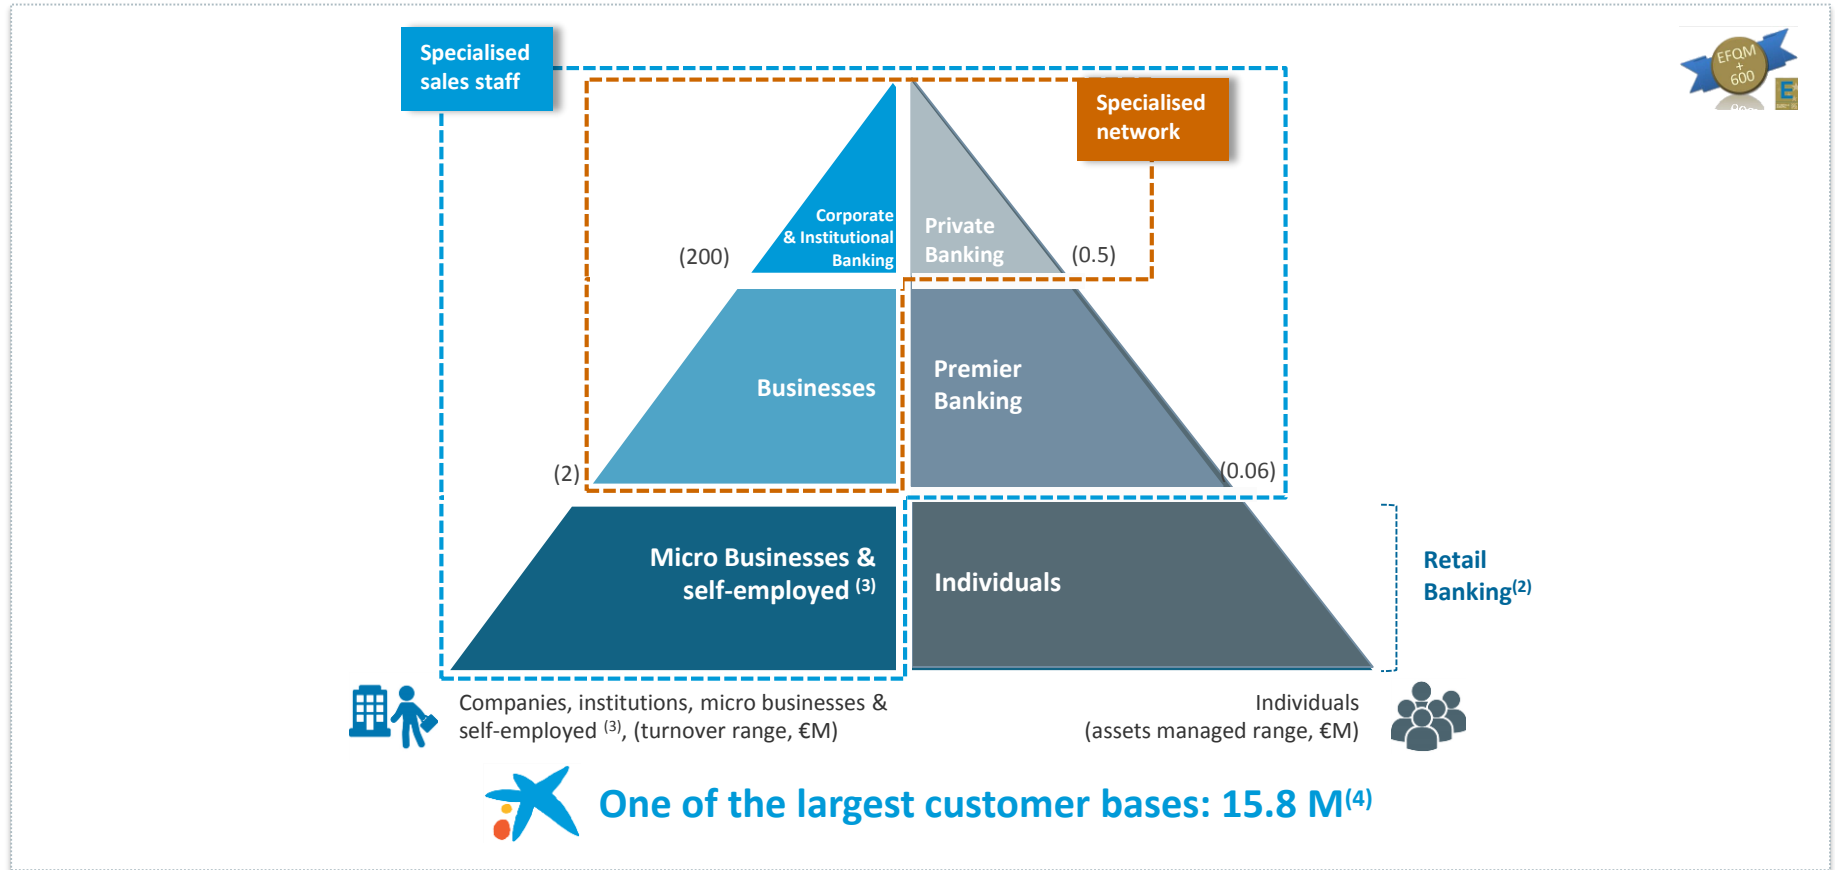 Specialised
sales staff
EFQM
+
600
Specialised
network
Corporate
& Institutional
Banking
Private
Banking
(200)
(0.5)
Businesses
Premier
Banking
(2)
(0.06)
Micro Businesses &
self-employed (3)
Individuals
Retail
Banking(2)
Companies, institutions, micro businesses &
self-employed (3), (turnover range, €M)
Individuals
(assets managed range, €M)
One of the largest customer bases: 15.8 M(4)